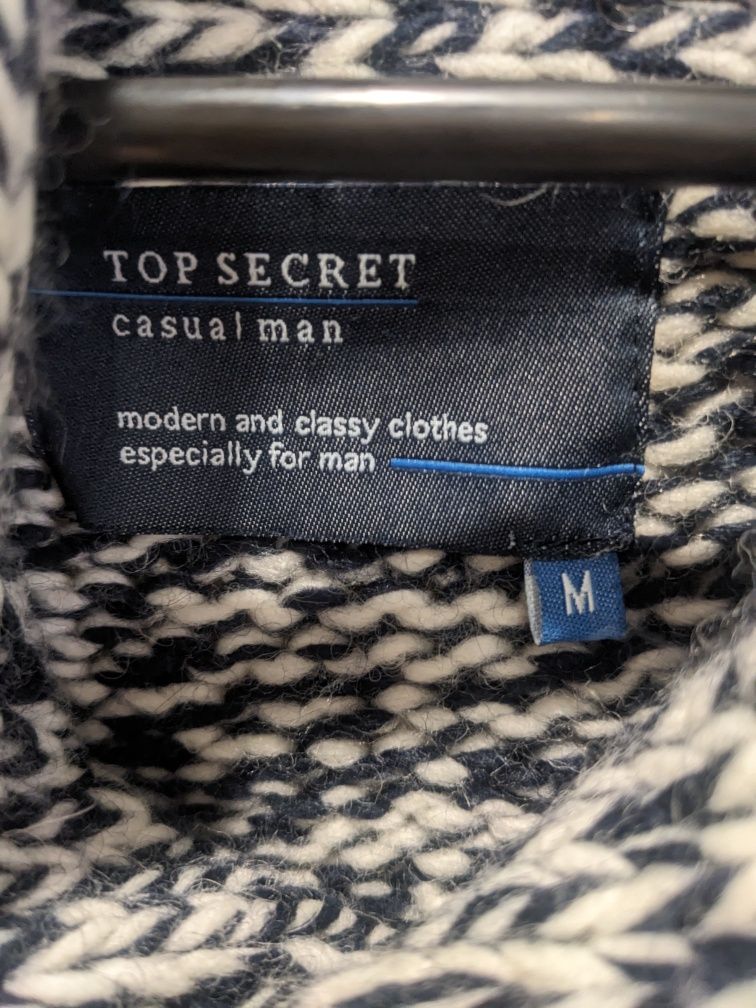 TOP SECRET
casual man
modern and classy clothes
especially for man
M